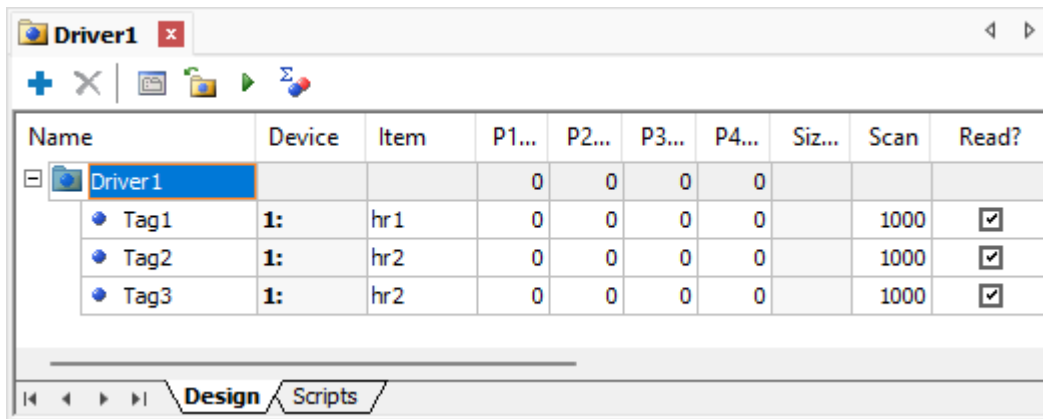 Driver1
Name Device Item P1... P2... P3... P4... Siz... Scan Read?
Driver1 0 0 0 0
Tag1 1: hr1 0 0 0 0 1000
Tag2 1: hr2 0 0 0 0 1000
Tag3 1: hr2 0 0 0 0 1000
Design Scripts